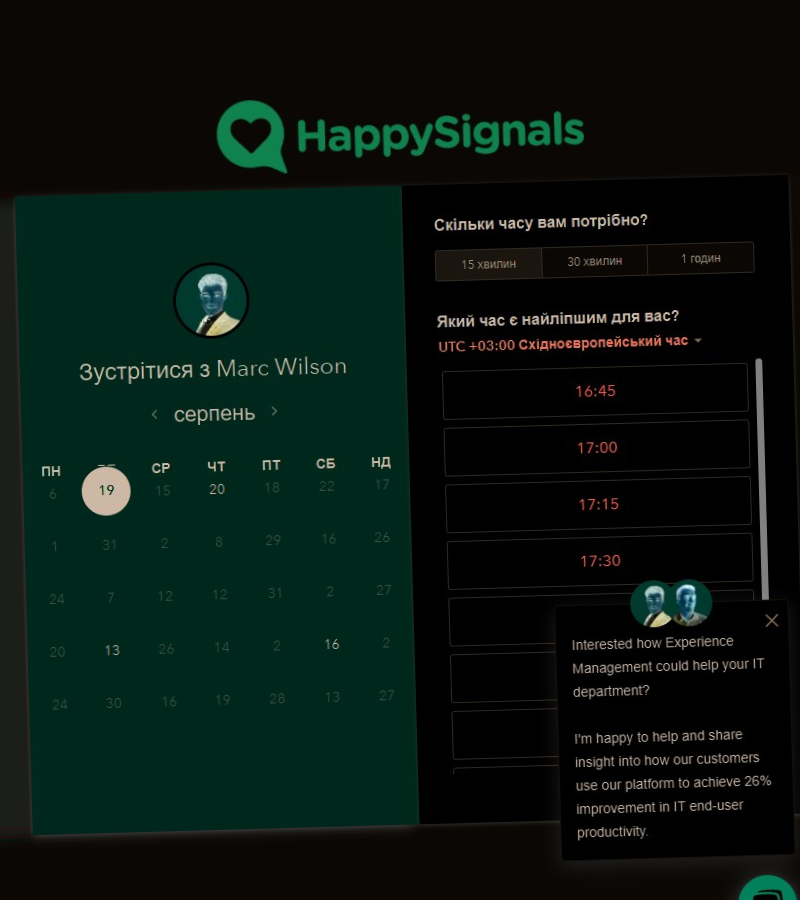 HappySignals
Зустрітися з Marc Wilson
серпень
ПН СР ЧТ ПТ СБ НД
6 19 15 20 18 22 17
1 31 2 8 29 16 26
24 7 12 12 31 2 27
20 13 26 14 2 16 2
24 30 16 19 28 13 27
Скільки часу вам потрібно?
15 хвилин 30 хвилин 1 годин
Який час є найліпшим для вас?
UTC +03:00 Східноєвропейський час
16:45
17:00
17:15
17:30
Interested how Experience
Management could help your IT
department?
I'm happy to help and share
insight into how our customers
use our platform to achieve 26%
improvement in IT end-user
productivity.